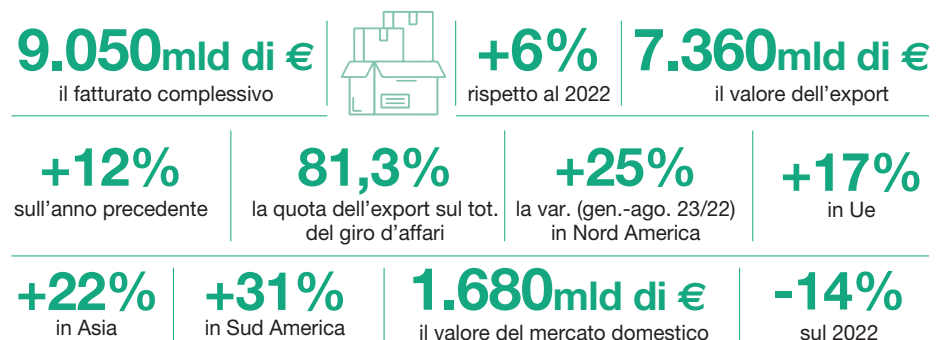 9.050mld di €
il fatturato complessivo
+6%
rispetto al 2022
7.360mld di €
il valore dell'export
+12%
sull'anno precedente
81,3%
la quota dell'export sul tot.
del giro d'affari
+25%
la var. (gen.-ago. 23/22)
in Nord America
+17%
in Ue
+22%
in Asia
+31%
in Sud America
1.680mld di €
il valore del mercato domestico
-14%
sul 2022